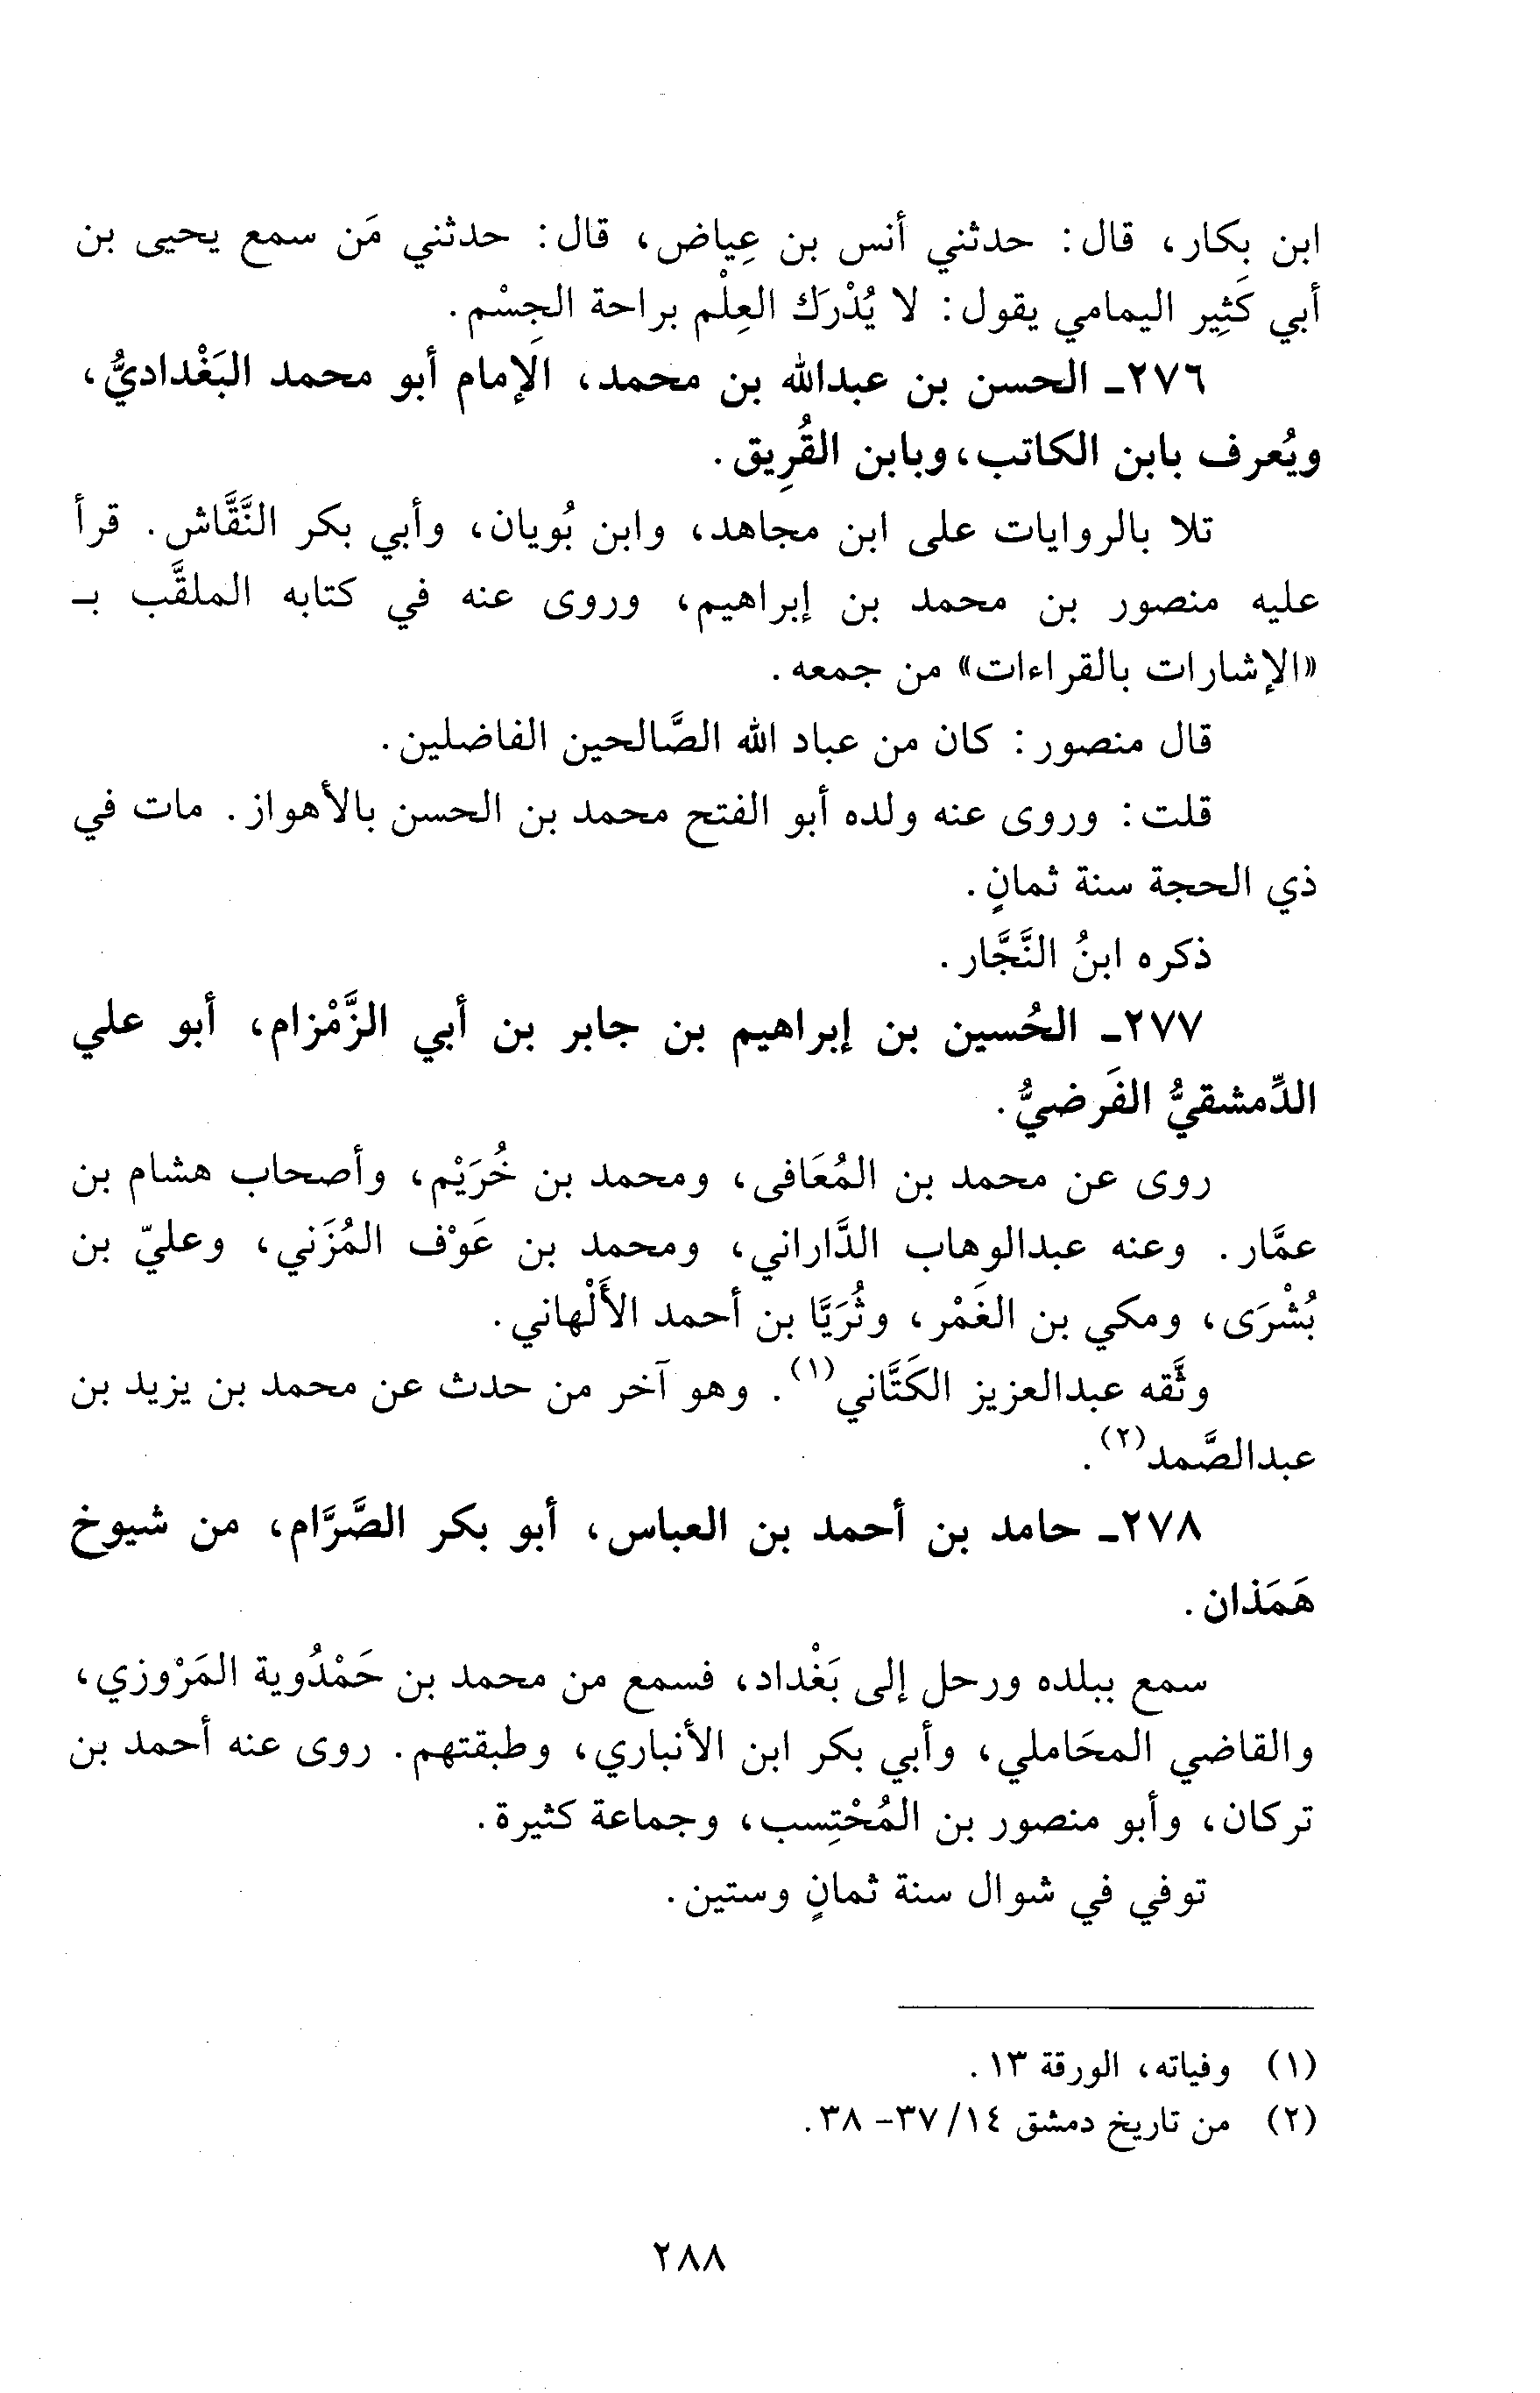 ابن بكار، قال: حدثني أنس بن عِياض، قال: حدثني مَن سمع يحيى بن
أبي كَثِير اليمامي يقول: لا يُدْرَك العِلْم براحة الجِسْم.
٢٧٦ـ الحسن بن عبدالله بن محمد، الإمام أبو محمد البَغْداديُّ،
ويُعرف بابن الكاتب، وبابن القُرِيق.
تلا بالروايات على ابن مجاهد، وابن بُويان، وأبي بكر النَّقَّاش. قرأ
عليه منصور بن محمد بن إبراهيم، وروى عنه في كتابه الملقَّب بـ
«الإشارات بالقراءات» من جمعه.
قال منصور: كان من عباد الله الصَّالحين الفاضلين.
قلت: وروى عنه ولده أبو الفتح محمد بن الحسن بالأهواز. مات في
ذي الحجة سنة ثمانٍ.
ذكره ابنُ النَّجَّار.
٢٧٧ـ الحُسين بن إبراهيم بن جابر بن أبي الزَّمْزام، أبو علي
الدِّمشقيُّ الفَرضيُّ.
روى عن محمد بن المُعَافى، ومحمد بن خُرَيْم، وأصحاب هشام بن
عمَّار. وعنه عبدالوهاب الدَّاراني، ومحمد بن عَوْف المُزَني، وعليّ بن
بُشْرَى، ومكي بن الغَمْر، وثُرَيَّا بن أحمد الأَلْهاني.
وثَّقه عبدالعزيز الكَتَّاني(١). وهو آخر من حدث عن محمد بن يزيد بن
عبدالصَّمد(٢).
٢٧٨ـ حامد بن أحمد بن العباس، أبو بكر الصَّرَّام، من شيوخ
هَمَذان.
سمع ببلده ورحل إلى بَغْداد، فسمع من محمد بن حَمْدُوية المَرْوزي،
والقاضي المحَاملي، وأبي بكر ابن الأنباري، وطبقتهم. روى عنه أحمد بن
تركان، وأبو منصور بن المُحْتِسب، وجماعة كثيرة.
توفي في شوال سنة ثمانٍ وستين.
(١) وفياته، الورقة ١٣.
(٢) من تاريخ دمشق ١٤/ ٣٧- ٣٨.
٢٨٨